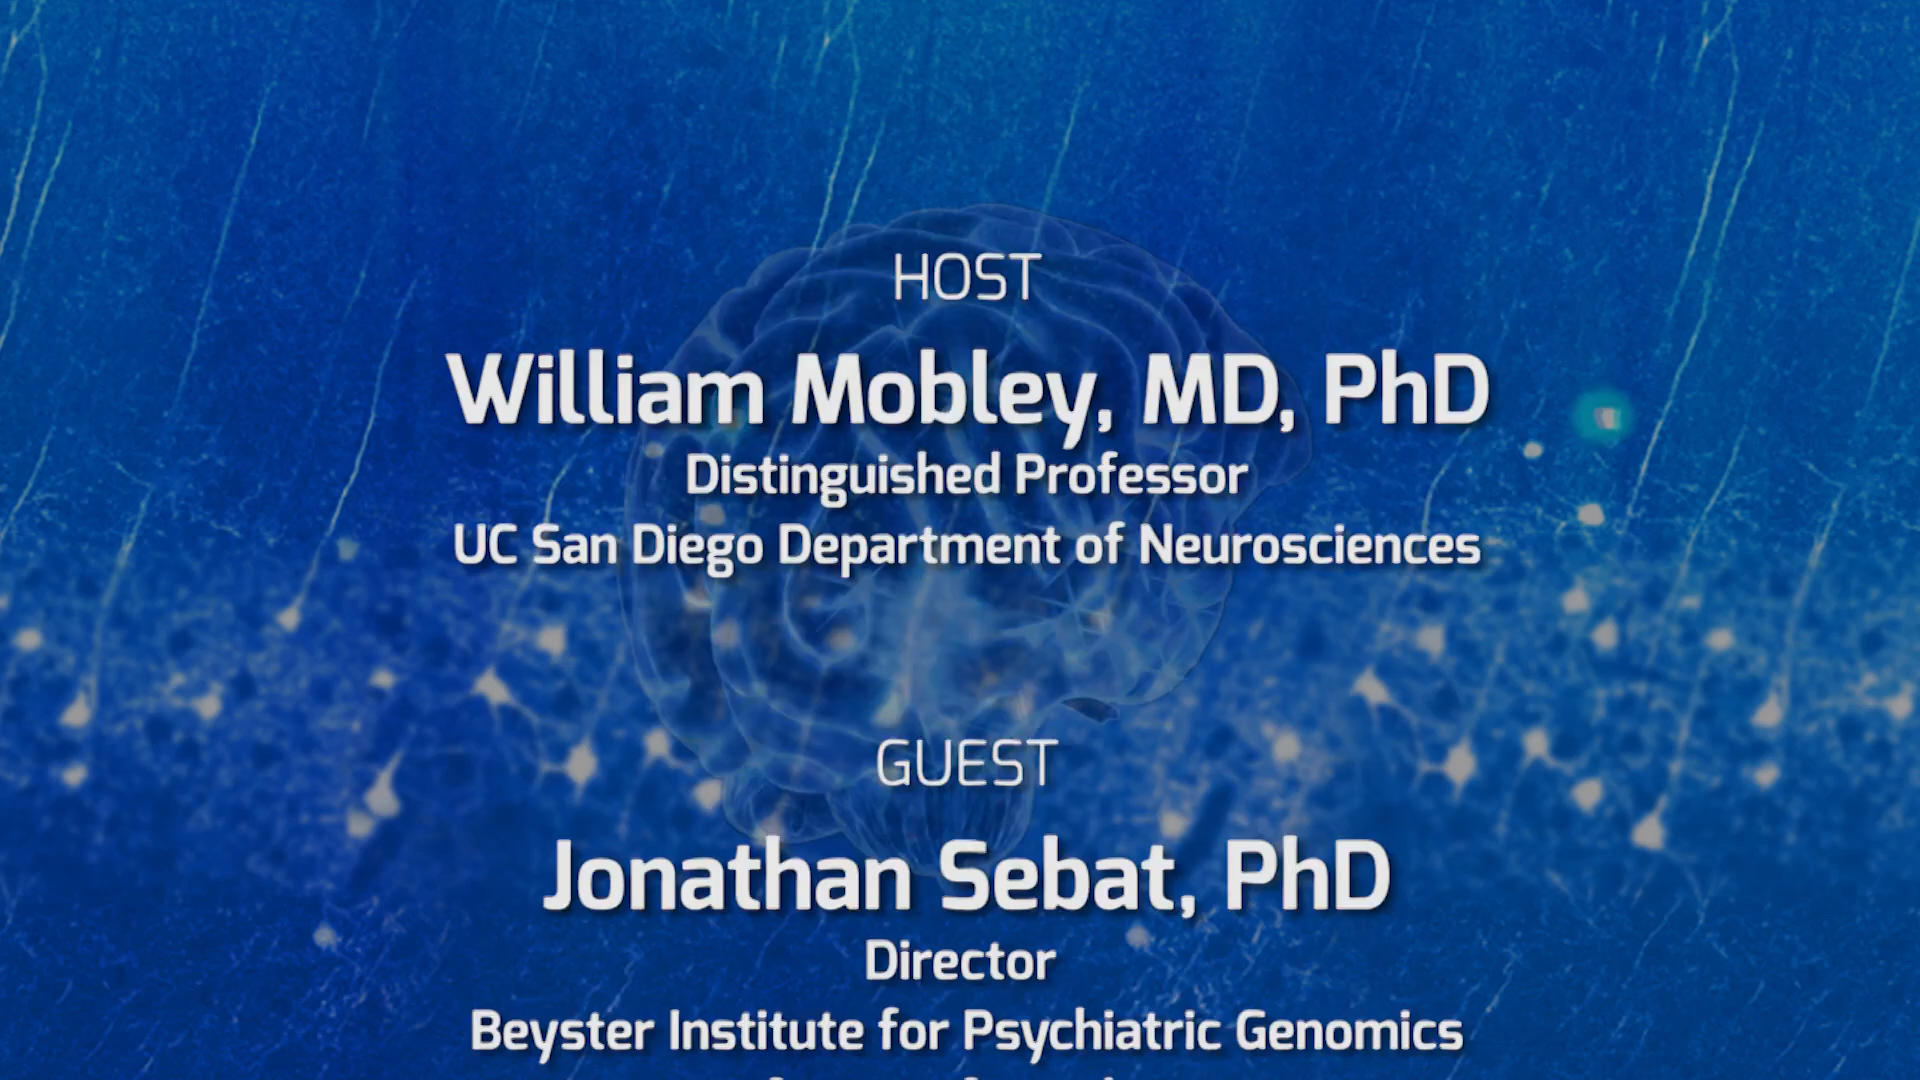 HOST
William Mobley, MD, PhD
Distinguished Professor
UC San Diego Department of Neurosciences
GUEST
Jonathan Sebat, PhD
Director
Beyster Institute for Psychiatric Genomics